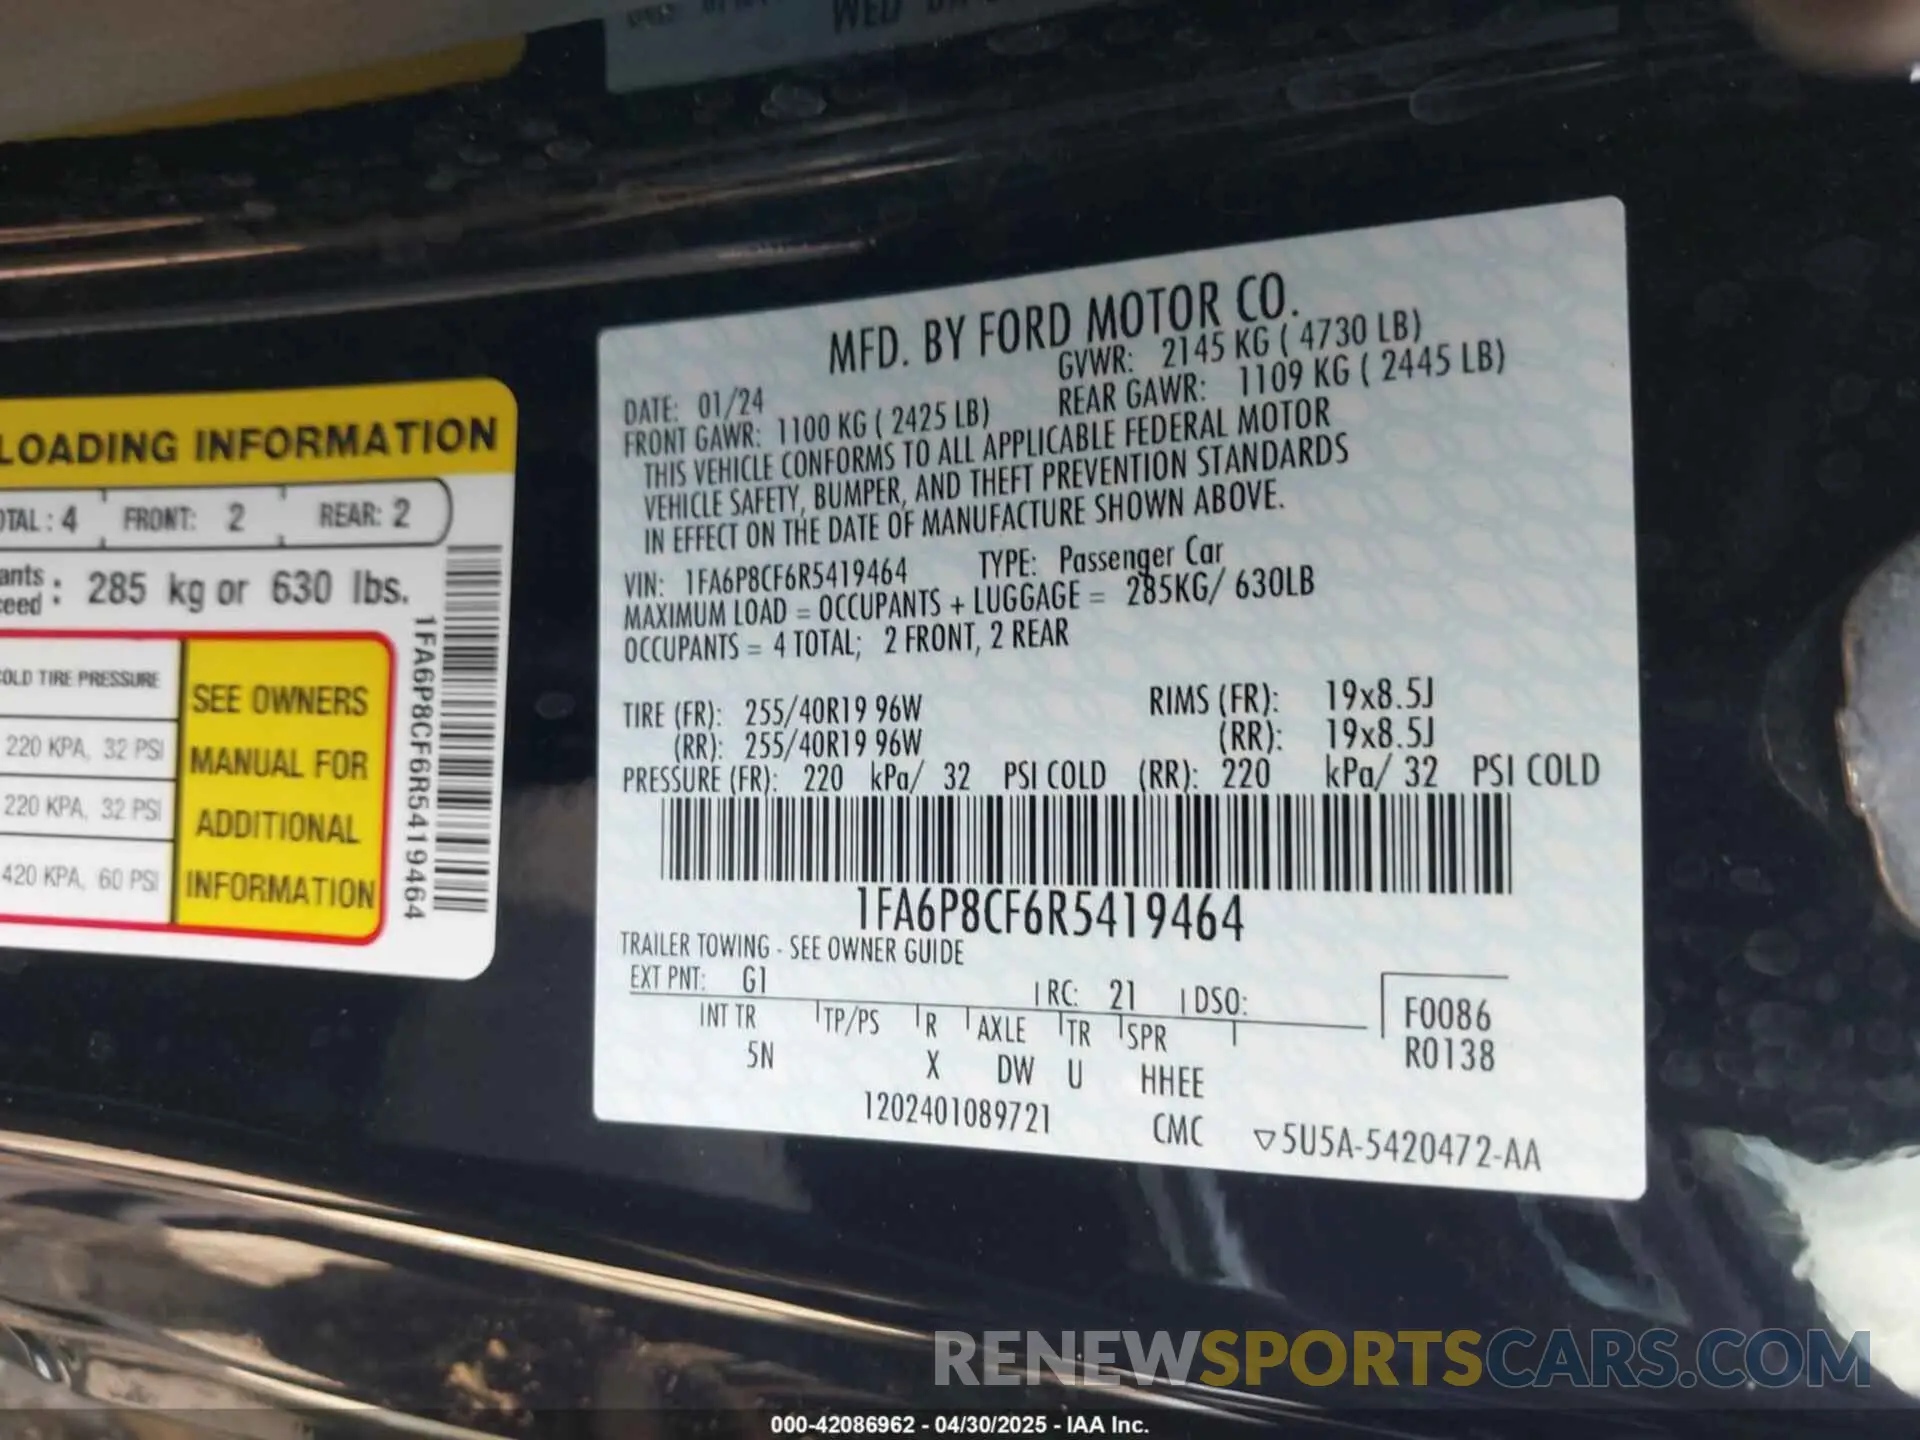 WED
LOADING INFORMATION
TAL : 4 FRONT: 2 REAR: 2
ants
ceed : 285 kg or 630 lbs.
COLD TIRE PRESSURE
220 KPA, 32 PSI
220 KPA, 32 PSI
420 KPA, 60 PSI
SEE OWNERS
MANUAL FOR
ADDITIONAL
INFORMATION
1FA6P8CF6R5419464
MFD. BY FORD MOTOR CO.
DATE: 01/24 GVWR: 2145 KG ( 4730 LB)
FRONT GAWR: 1100 KG ( 2425 LB) REAR GAWR: 1109 KG ( 2445 LB)
THIS VEHICLE CONFORMS TO ALL APPLICABLE FEDERAL MOTOR
VEHICLE SAFETY, BUMPER, AND THEFT PREVENTION STANDARDS
IN EFFECT ON THE DATE OF MANUFACTURE SHOWN ABOVE.
VIN: 1FA6P8CF6R5419464 TYPE: Passenger Car
MAXIMUM LOAD = OCCUPANTS + LUGGAGE = 285KG/ 630LB
OCCUPANTS = 4 TOTAL; 2 FRONT, 2 REAR
TIRE (FR): 255/40R19 96W RIMS (FR): 19x8.5J
(RR): 255/40R19 96W (RR): 19x8.5J
PRESSURE (FR): 220 kPa/ 32 PSI COLD (RR): 220 kPa/ 32 PSI COLD
1FA6P8CF6R5419464
TRAILER TOWING - SEE OWNER GUIDE
EXT PNT: G1 RC: 21 DSO:
INT TR TP/PS R AXLE TR SPR
5N X DW U HHEE
F0086
R0138
1202401089721 CMC ▽5U5A-5420472-AA
RENEWSPORTSCARS.COM
000-42086962 - 04/30/2025 - IAA Inc.